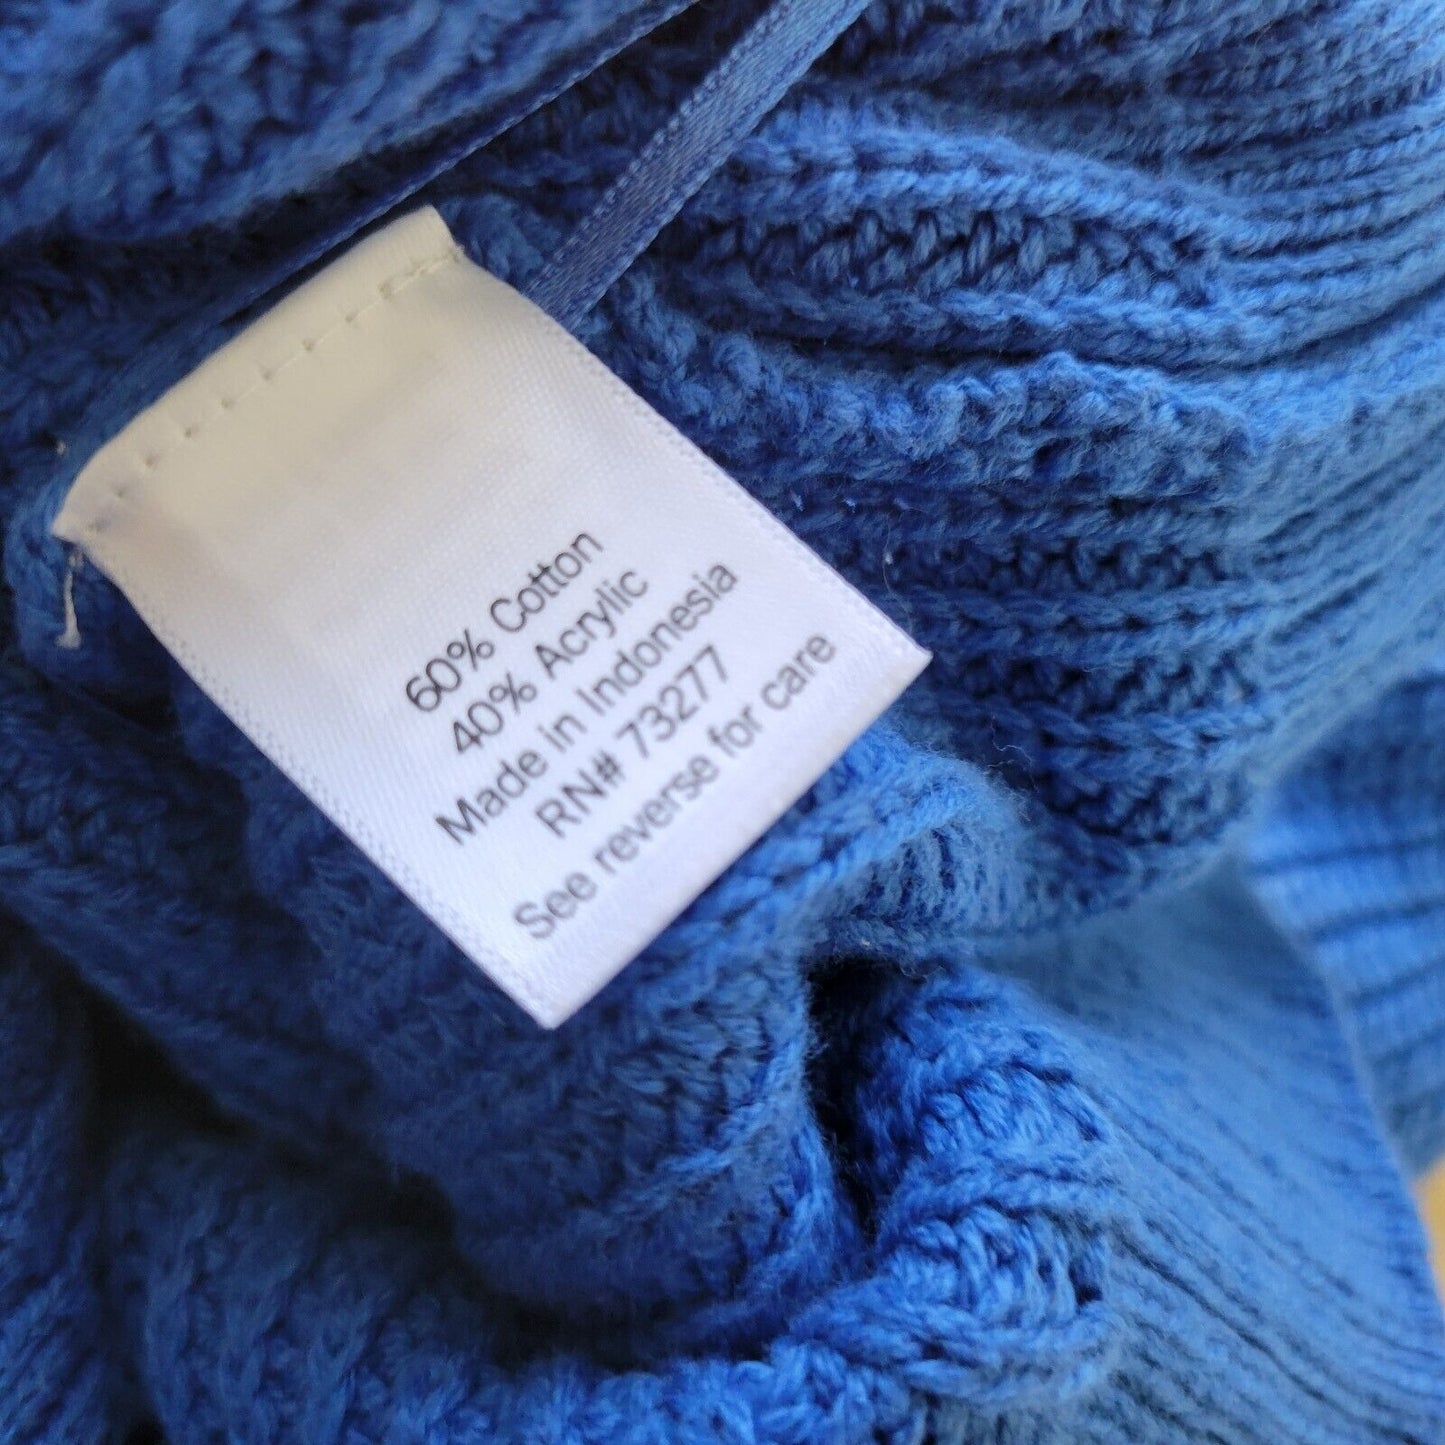 60% Cotton
40% Acrylic
Made in Indonesia
RN# 73277
See reverse for care